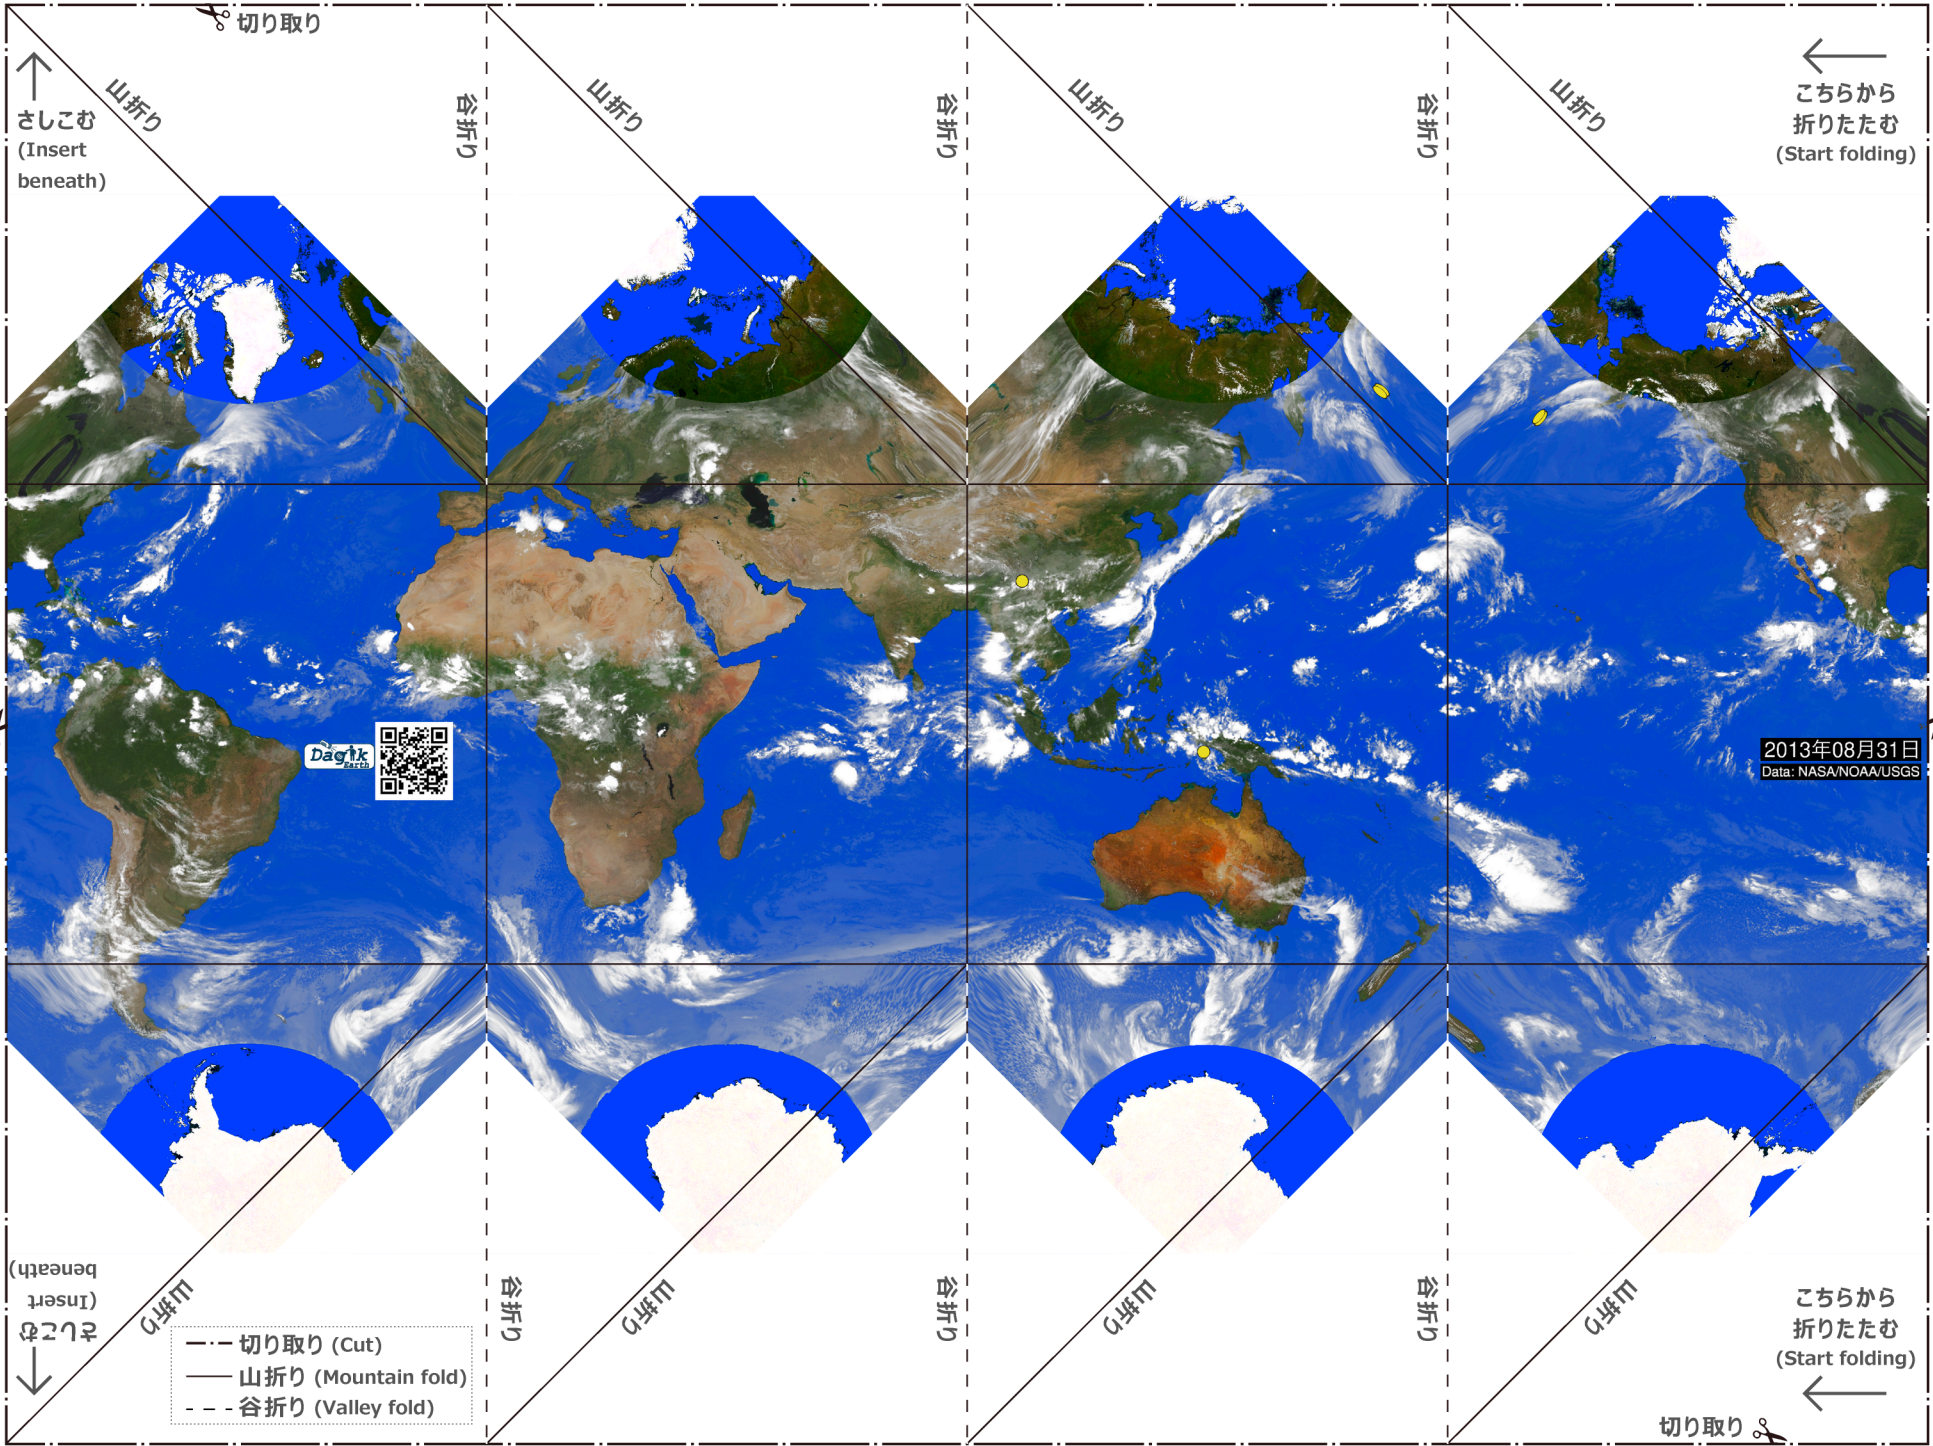 切り取り
山折り
谷折り
山折り
谷折り
山折り
谷折り
山折り
さしこむ
(Insert
beneath)
こちらから
折りたたむ
(Start folding)
Dagik
Earth
2013年08月31日
Data: NASA/NOAA/USGS
さしこむ
(Insert
beneath)
山折り
谷折り
山折り
谷折り
山折り
谷折り
山折り
切り取り (Cut)
山折り (Mountain fold)
谷折り (Valley fold)
こちらから
折りたたむ
(Start folding)
切り取り